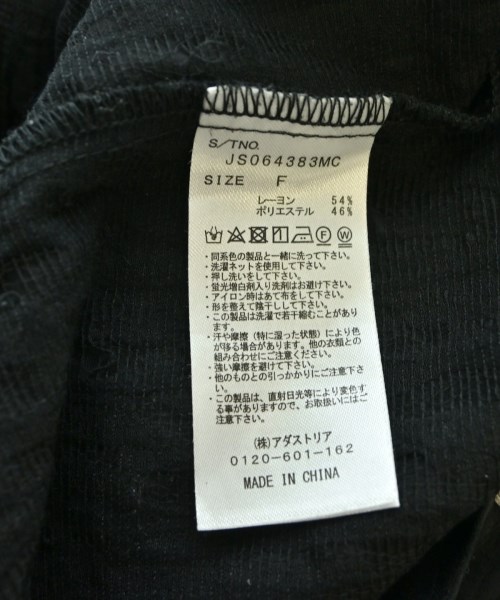 S/TNO.
JS064383MC
SIZE F
レーヨン 54%
ポリエステル 46%
・同系色の製品と一緒に洗って下さい。
・洗濯ネットを使用して下さい。
・押し洗いをして下さい。
・蛍光増白剤入り洗剤はお避け下さい。
・アイロン時はあて布をして下さい。
・形を整えて陰干しして下さい。
・この製品は洗濯で若干縮むことがあり
ます。
・汗や摩擦（特に湿った状態）により色
が移る場合があります。他の衣類との
組み合わせにご注意ください。
・強い摩擦を避けて下さい。
・他のものとの引っかかりにご注意下さ
い。
・この製品は、直射日光等により変色す
る事がありますので、お取扱いにはご
注意下さい。
(株)アダストリア
0120-601-162
MADE IN CHINA